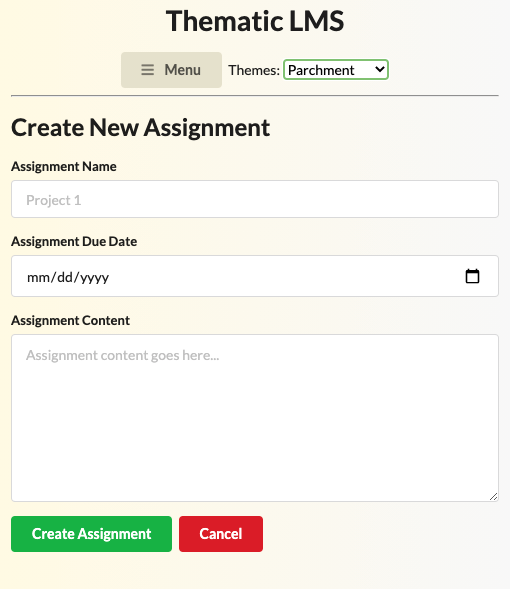 Thematic LMS
Menu Themes: Parchment
Create New Assignment
Assignment Name
Project 1
Assignment Due Date
mm/dd/yyyy
Assignment Content
Assignment content goes here...
Create Assignment Cancel